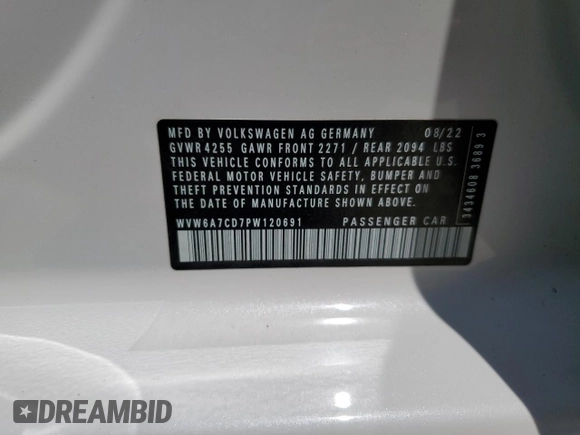 MFD BY VOLKSWAGEN AG GERMANY 08/22
GVWR 4255 GAWR FRONT 2271 / REAR 2094 LBS
THIS VEHICLE CONFORMS TO ALL APPLICABLE U.S.
FEDERAL MOTOR VEHICLE SAFETY, BUMPER AND
THEFT PREVENTION STANDARDS IN EFFECT ON
THE DATE OF MANUFACTURE SHOWN ABOVE.
WVW6A7CD7PW120691 PASSENGER CAR
3434608 3689 3
DREAMBID